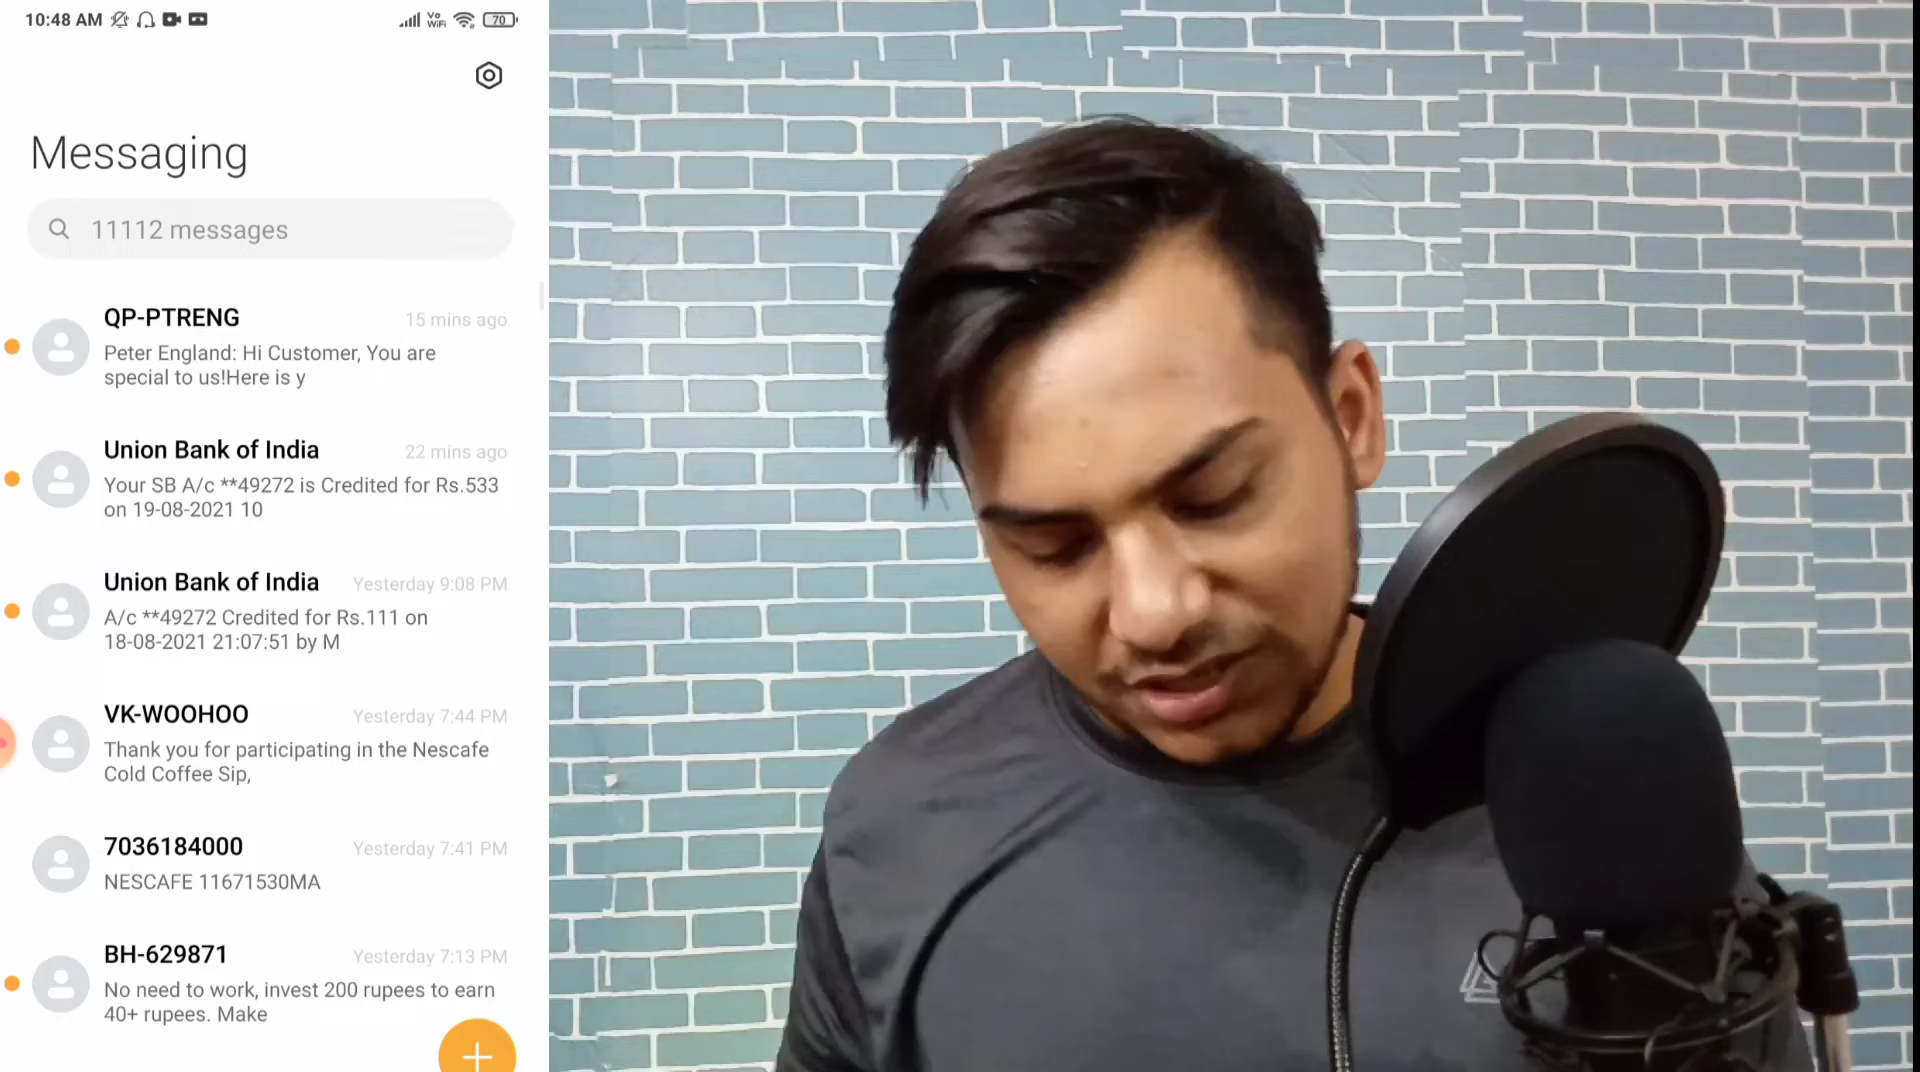 10:48 AM
Vo
WiFi
70
Messaging
11112 messages
QP-PTRENG
15 mins ago
Peter England: Hi Customer, You are
special to us!Here is y
Union Bank of India
22 mins ago
Your SB A/c **49272 is Credited for Rs.533
on 19-08-2021 10
Union Bank of India
Yesterday 9:08 PM
A/c **49272 Credited for Rs.111 on
18-08-2021 21:07:51 by M
VK-WOOHOO
Yesterday 7:44 PM
Thank you for participating in the Nescafe
Cold Coffee Sip,
7036184000
Yesterday 7:41 PM
NESCAFE 11671530MA
BH-629871
Yesterday 7:13 PM
No need to work, invest 200 rupees to earn
40+ rupees. Make